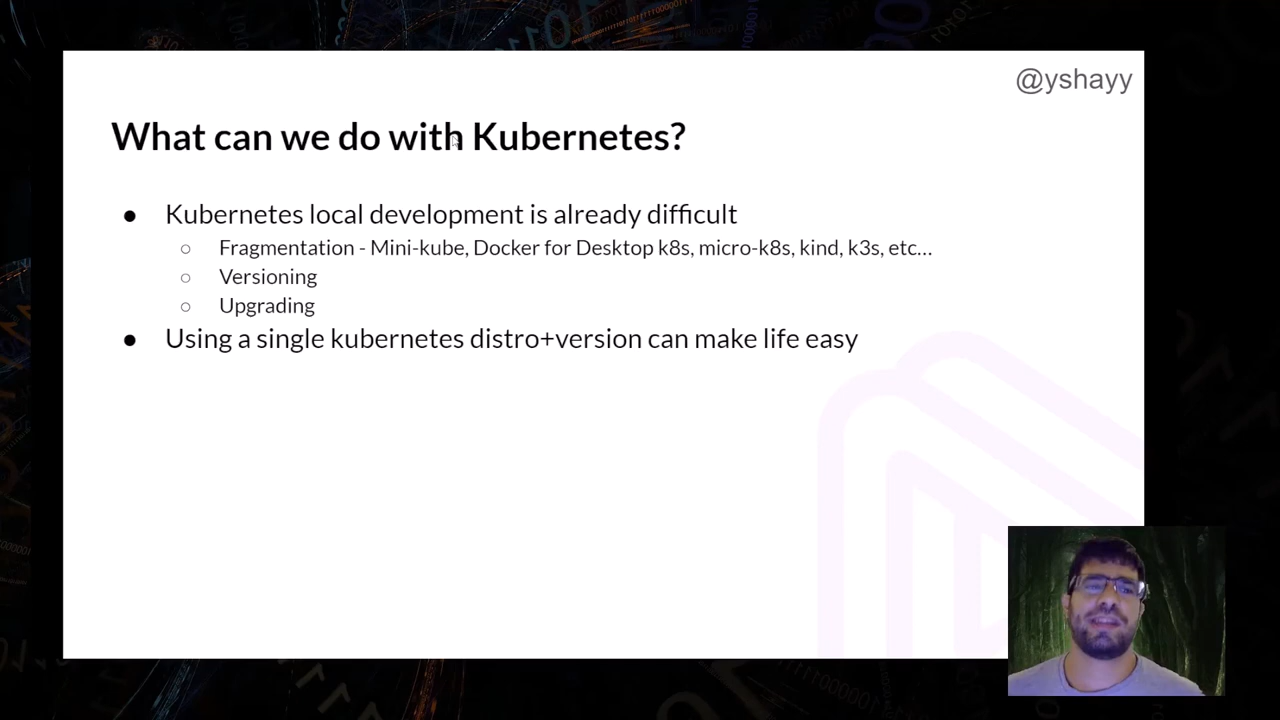 @yshayy
What can we do with Kubernetes?
● Kubernetes local development is already difficult
○ Fragmentation - Mini-kube, Docker for Desktop k8s, micro-k8s, kind, k3s, etc...
○ Versioning
○ Upgrading
● Using a single kubernetes distro+version can make life easy